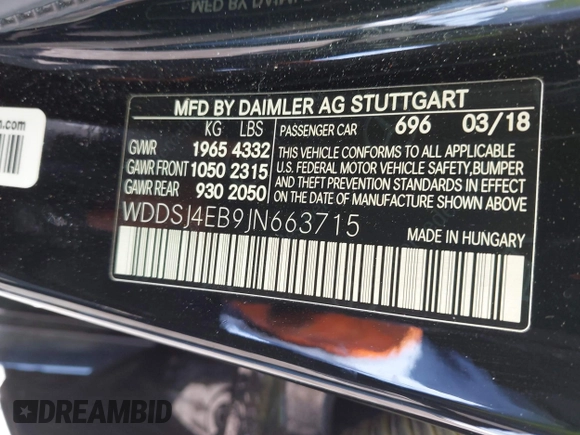 MFD BY DAIMLER AG STUTTGART
KG LBS
GVWR 1965 4332
GAWR FRONT 1050 2315
GAWR REAR 930 2050
PASSENGER CAR 696 03/18
THIS VEHICLE CONFORMS TO ALL APPLICABLE
U.S. FEDERAL MOTOR VEHICLE SAFETY,BUMPER
AND THEFT PREVENTION STANDARDS IN EFFECT
ON THE DATE OF MANUFACTURE SHOWN ABOVE.
WDDSJ4EB9JN663715
MADE IN HUNGARY
DREAMBID